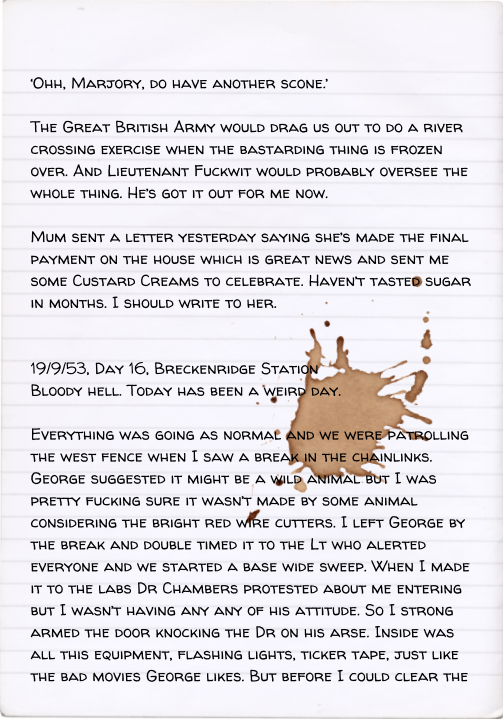 ‘Ohh, Marjory, do have another scone.’
The Great British Army would drag us out to do a river
crossing exercise when the bastarding thing is frozen
over. And Lieutenant Fuckwit would probably oversee the
whole thing. He’s got it out for me now.
Mum sent a letter yesterday saying she’s made the final
payment on the house which is great news and sent me
some Custard Creams to celebrate. Haven’t tasted sugar
in months. I should write to her.
19/9/53, Day 16, Breckenridge Station
Bloody hell. Today has been a weird day.
Everything was going as normal and we were patrolling
the west fence when I saw a break in the chainlinks.
George suggested it might be a wild animal but I was
pretty fucking sure it wasn’t made by some animal
considering the bright red wire cutters. I left George by
the break and double timed it to the Lt who alerted
everyone and we started a base wide sweep. When I made
it to the labs Dr Chambers protested about me entering
but I wasn’t having any any of his attitude. So I strong
armed the door knocking the Dr on his arse. Inside was
all this equipment, flashing lights, ticker tape, just like
the bad movies George likes. But before I could clear the